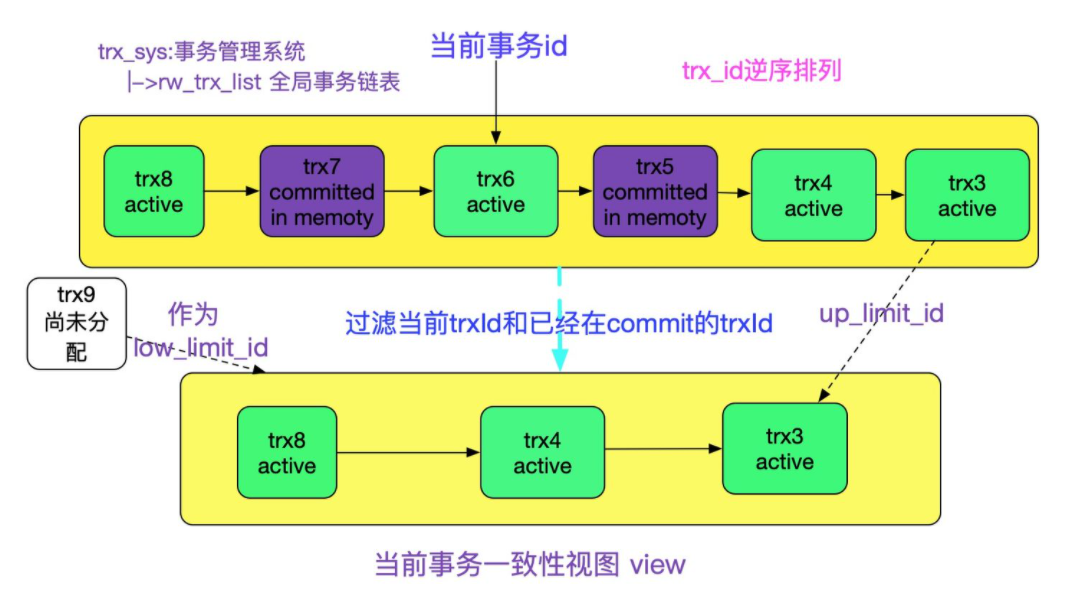 trx_sys:事务管理系统
|->rw_trx_list 全局事务链表
当前事务id
trx_id逆序排列
trx8
active
trx7
committed
in memoty
trx6
active
trx5
committed
in memoty
trx4
active
trx3
active
trx9
尚未分
配
作为
low_limit_id
过滤当前trxId和已经在commit的trxId
up_limit_id
trx8
active
trx4
active
trx3
active
当前事务一致性视图 view